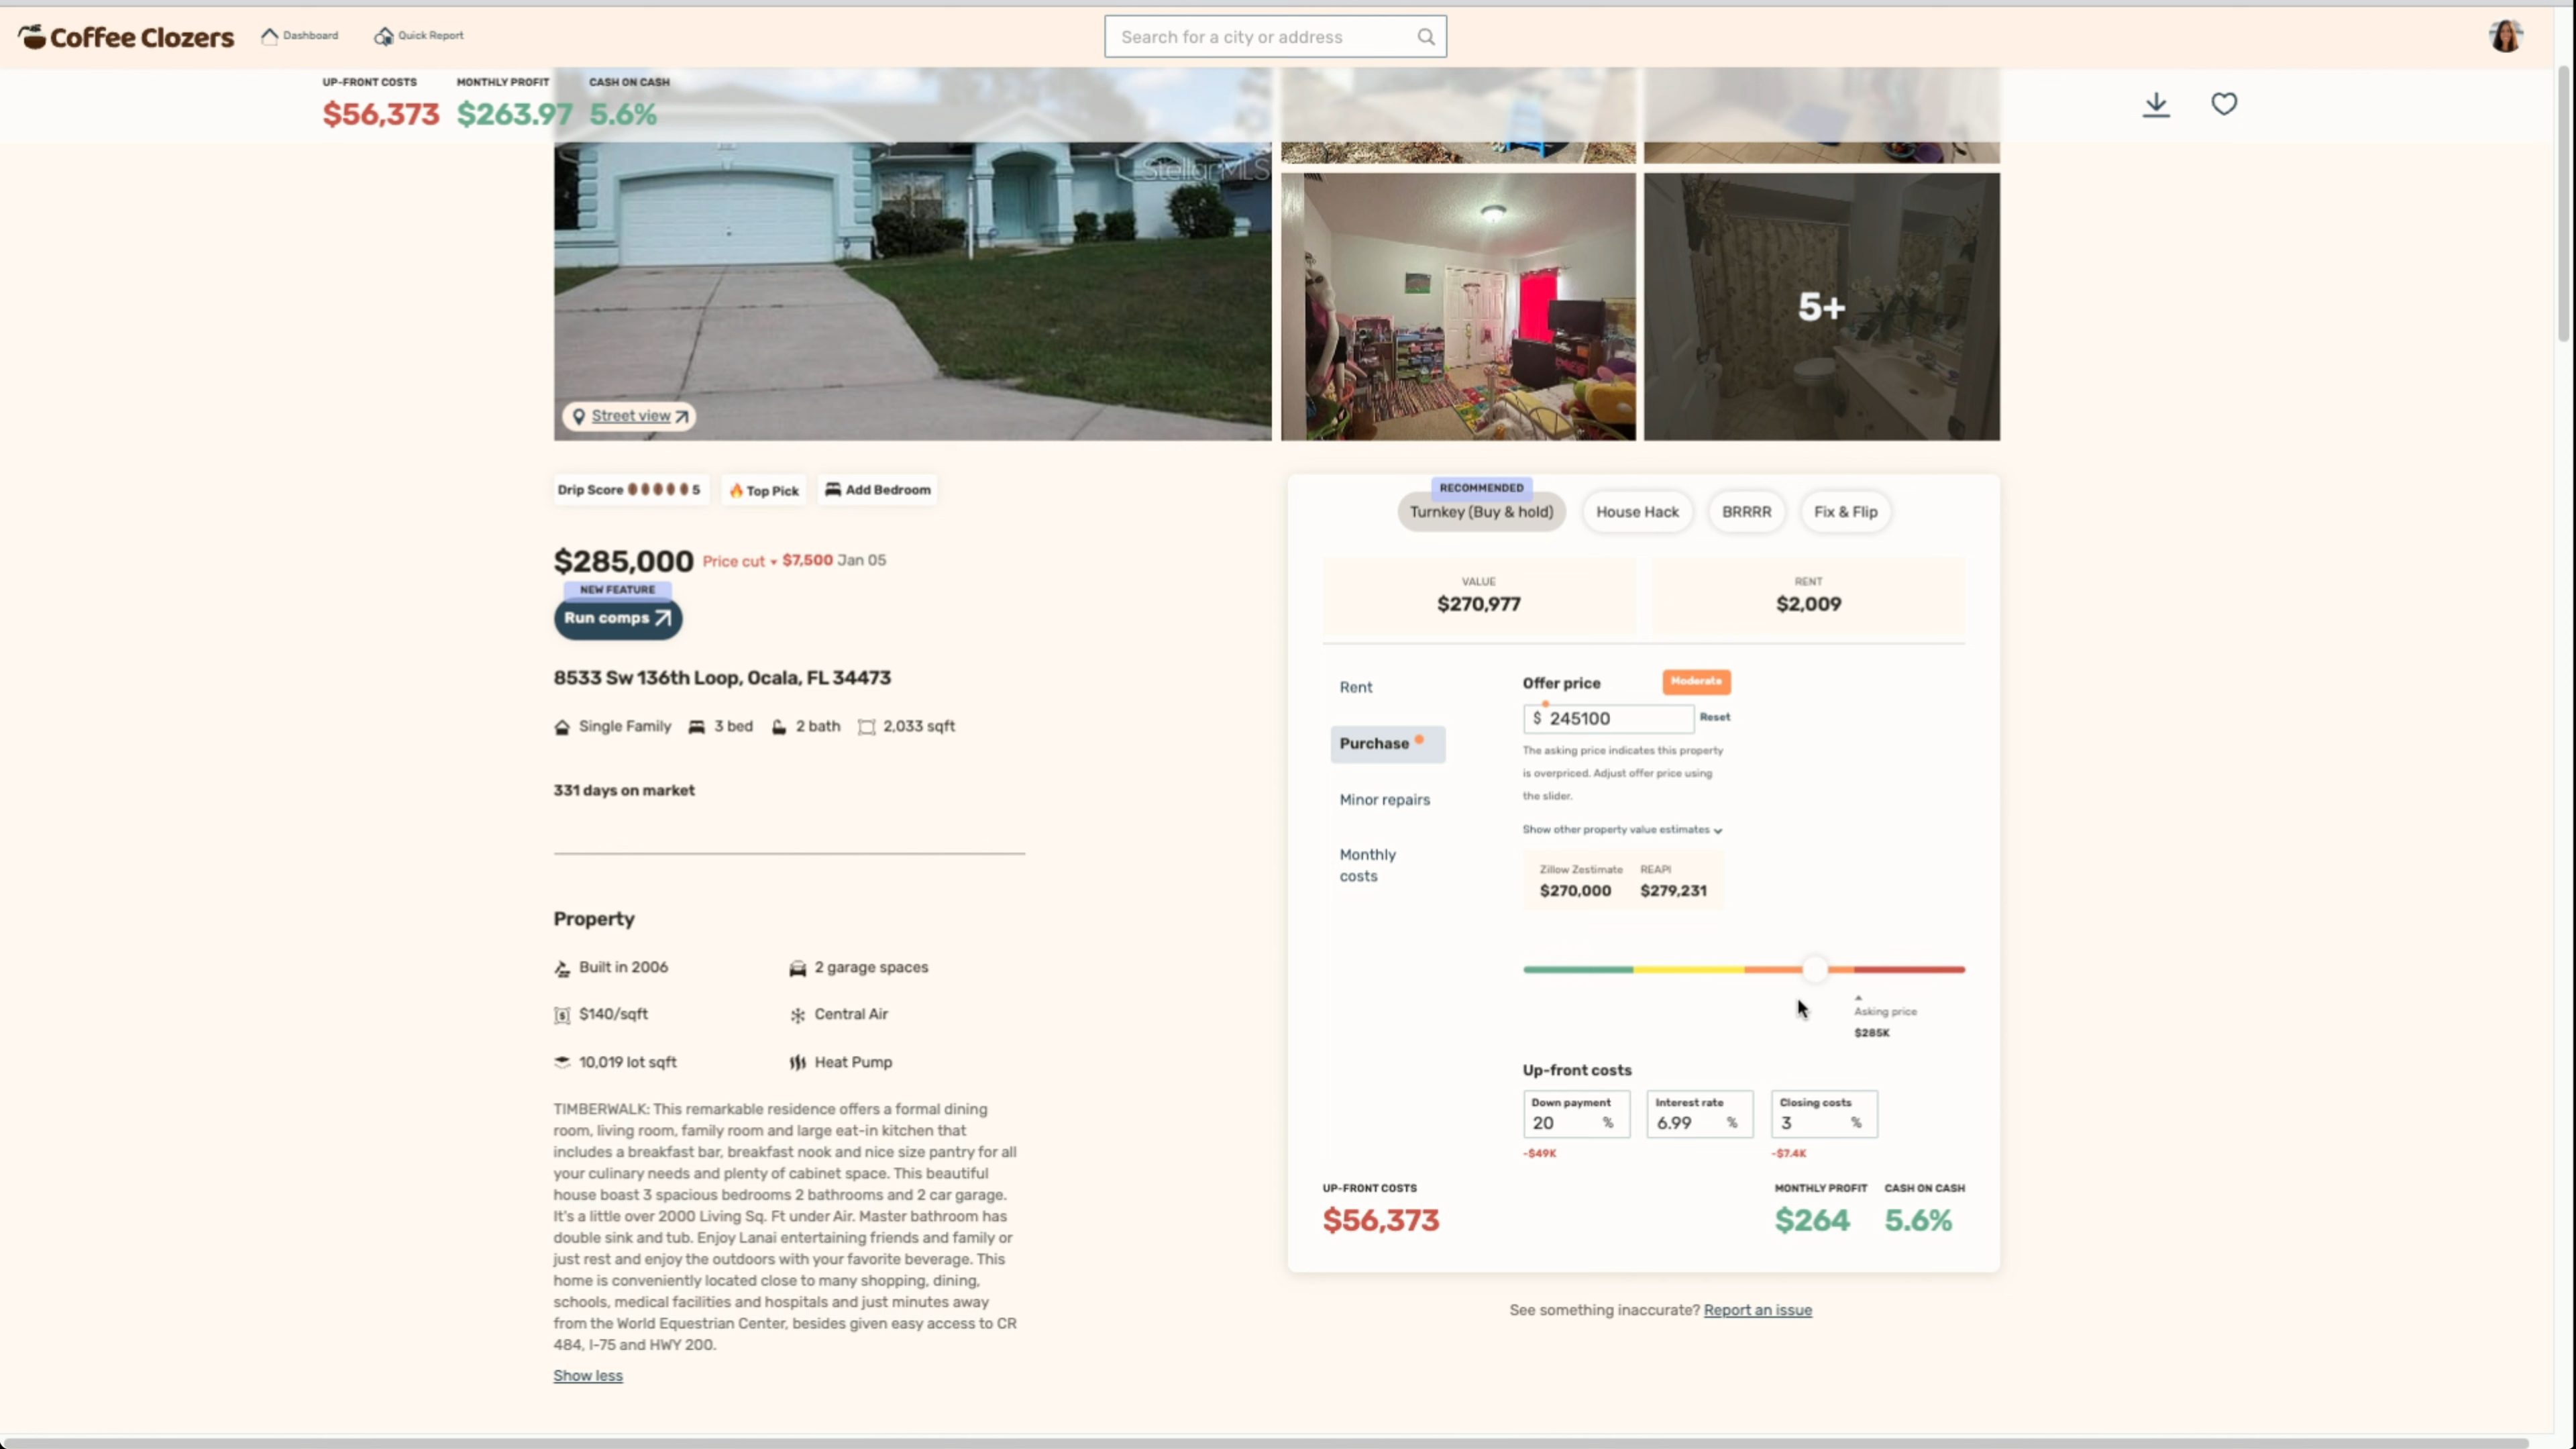 Coffee Clozers
Dashboard
Quick Report
Search for a city or address
UP-FRONT COSTS MONTHLY PROFIT CASH ON CASH
$56,373 $263.97 5.6%
StellarMLS
5+
Street view
Drip Score 5
Top Pick
Add Bedroom
$285,000 Price cut $7,500 Jan 05
NEW FEATURE
Run comps
8533 Sw 136th Loop, Ocala, FL 34473
Single Family 3 bed 2 bath 2,033 sqft
331 days on market
Property
Built in 2006 2 garage spaces
$140/sqft Central Air
10,019 lot sqft Heat Pump
TIMBERWALK: This remarkable residence offers a formal dining
room, living room, family room and large eat-in kitchen that
includes a breakfast bar, breakfast nook and nice size pantry for all
your culinary needs and plenty of cabinet space. This beautiful
house boast 3 spacious bedrooms 2 bathrooms and 2 car garage.
It's a little over 2000 Living Sq. Ft under Air. Master bathroom has
double sink and tub. Enjoy Lanai entertaining friends and family or
just rest and enjoy the outdoors with your favorite beverage. This
home is conveniently located close to many shopping, dining,
schools, medical facilities and hospitals and just minutes away
from the World Equestrian Center, besides given easy access to CR
484, I-75 and HWY 200.
Show less
RECOMMENDED
Turnkey (Buy & hold) House Hack BRRRR Fix & Flip
VALUE RENT
$270,977 $2,009
Rent
Purchase
Minor repairs
Monthly
costs
Offer price Moderate
$ 245100 Reset
The asking price indicates this property
is overpriced. Adjust offer price using
the slider.
Show other property value estimates
Zillow Zestimate REAPI
$270,000 $279,231
Asking price
$285K
Up-front costs
Down payment Interest rate Closing costs
20 % 6.99 % 3 %
-$49K -$7.4K
UP-FRONT COSTS MONTHLY PROFIT CASH ON CASH
$56,373 $264 5.6%
See something inaccurate? Report an issue